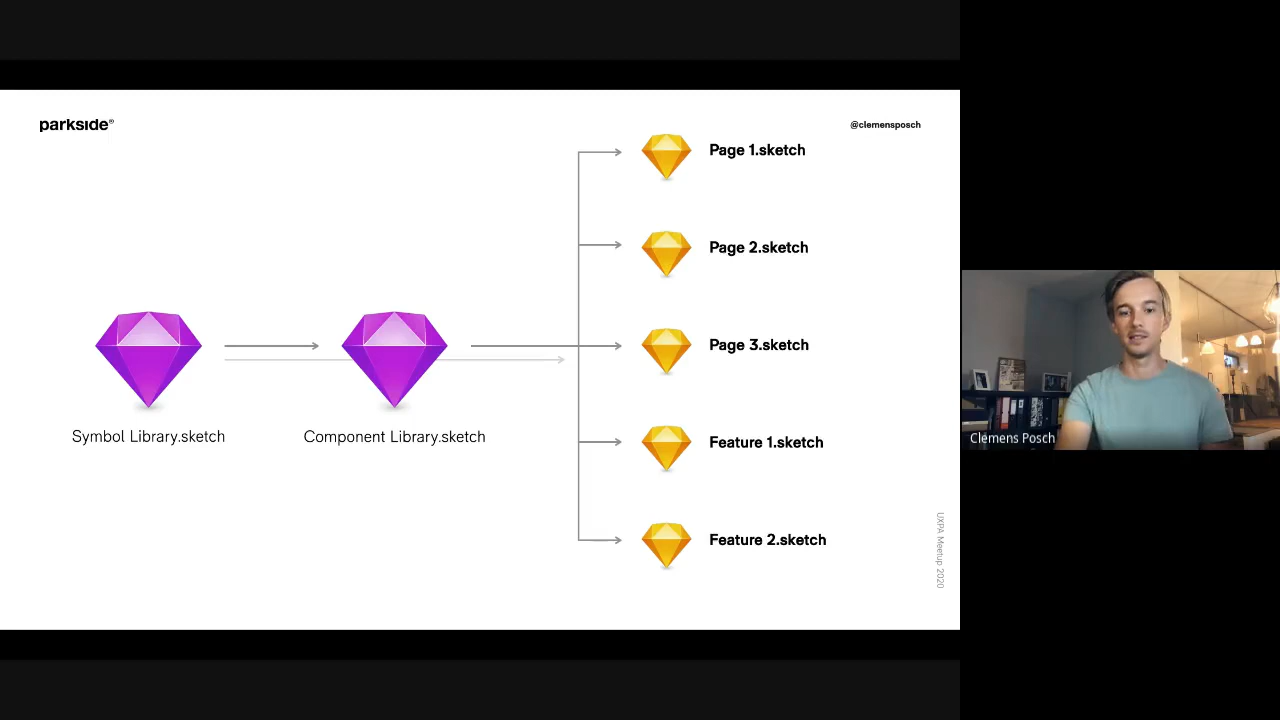 parksıde®
@clemensposch
Page 1.sketch
Page 2.sketch
Page 3.sketch
Feature 1.sketch
Feature 2.sketch
Symbol Library.sketch
Component Library.sketch
UXPA Meetup 2020
Clemens Posch